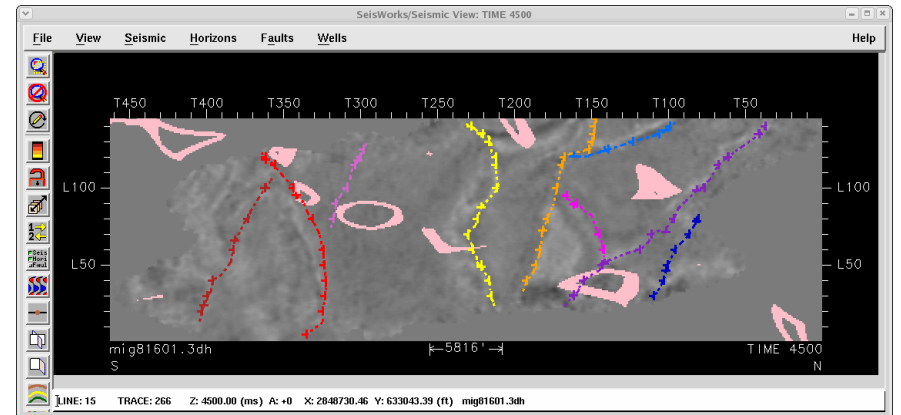 SeisWorks/Seismic View: TIME 4500
File View Seismic Horizons Faults Wells Help
T450 T400 T350 T300 T250 T200 T150 T100 T50
L100 L100
L50 L50
mig81601.3dh 5816' TIME 4500
S N
LINE: 15 TRACE: 266 Z: 4500.00 (ms) A: +0 X: 2848730.46 Y: 633043.39 (ft) mig81601.3dh